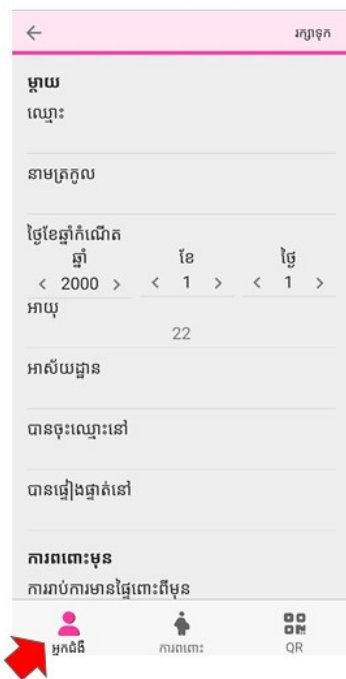 រក្សាទុក
ម្តាយ
ឈ្មោះ
នាមត្រកូល
ថ្ងៃខែឆ្នាំកំណើត
ឆ្នាំ ខែ ថ្ងៃ
< 2000 > < 1 > < 1 >
អាយុ
22
អាស័យដ្ឋាន
បានចុះឈ្មោះនៅ
បានផ្ទៀងផ្ទាត់នៅ
ការពពោះមុន
ការរាប់ការមានផ្ទៃពោះពីមុន
អ្នកជំងឺ ការពពោះ QR